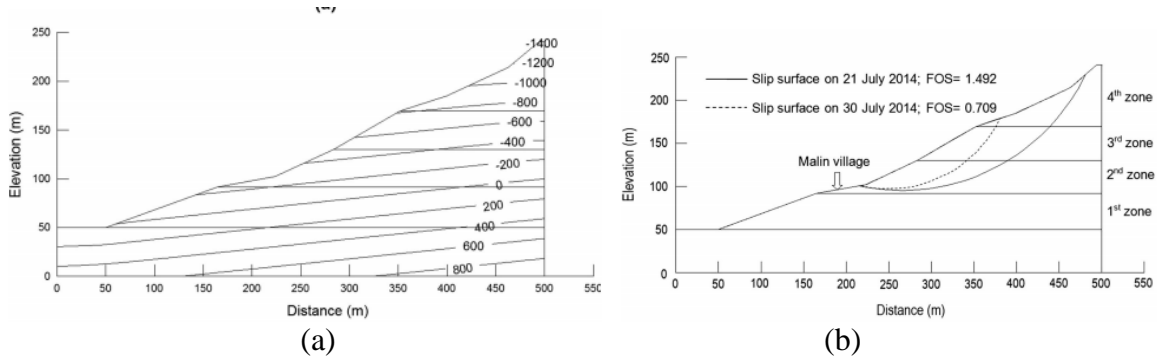 250
200
150
100
50
0
Elevation (m)
-1400
-1200
-1000
-800
-600
-400
-200
0
200
400
600
800
0 50 100 150 200 250 300 350 400 450 500 550
Distance (m)
(a)
250
200
150
100
50
0
Elevation (m)
Slip surface on 21 July 2014; FOS= 1.492
Slip surface on 30 July 2014; FOS= 0.709
Malin village
4th zone
3rd zone
2nd zone
1st zone
0 50 100 150 200 250 300 350 400 450 500 550
Distance (m)
(b)